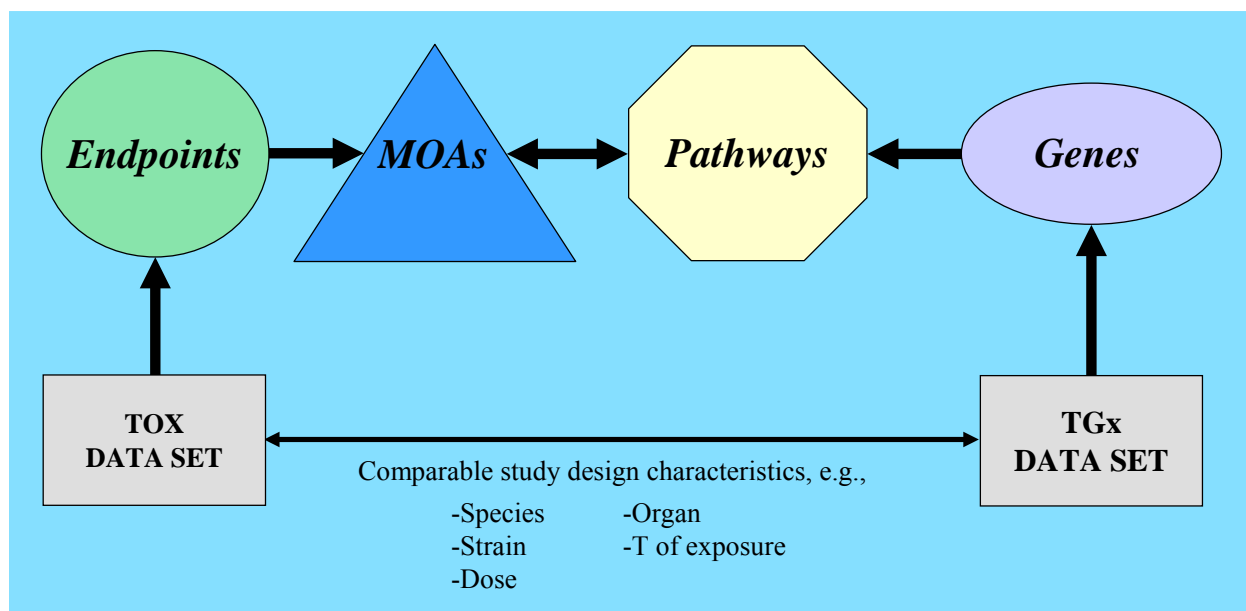 Endpoints
MOAs
Pathways
Genes
TOX
DATA SET
TGx
DATA SET
Comparable study design characteristics, e.g.,
-Species -Organ
-Strain -T of exposure
-Dose